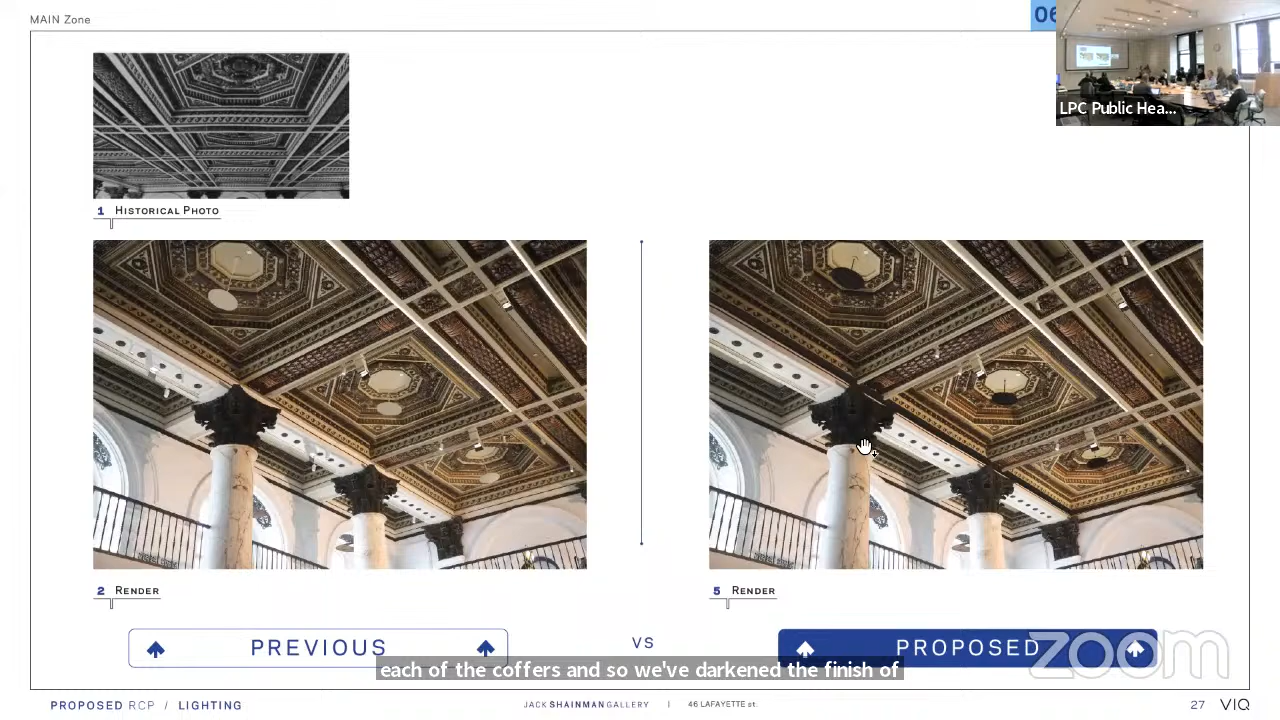 MAIN Zone
06
LPC Public Hea...
1 HISTORICAL PHOTO
2 RENDER
5 RENDER
PREVIOUS
VS
PROPOSED
zoom
each of the coffers and so we've darkened the finish of
PROPOSED RCP / LIGHTING
JACK SHAINMAN GALLERY | 46 LAFAYETTE st.
27
VIQ